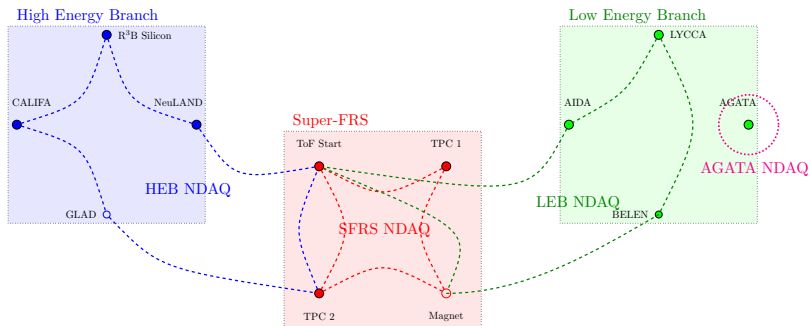 High Energy Branch
Low Energy Branch
R³B Silicon
LYCCA
CALIFA
NeuLAND
AIDA
AGATA
Super-FRS
ToF Start
TPC 1
AGATA NDAQ
HEB NDAQ
LEB NDAQ
GLAD
BELEN
SFRS NDAQ
TPC 2
Magnet